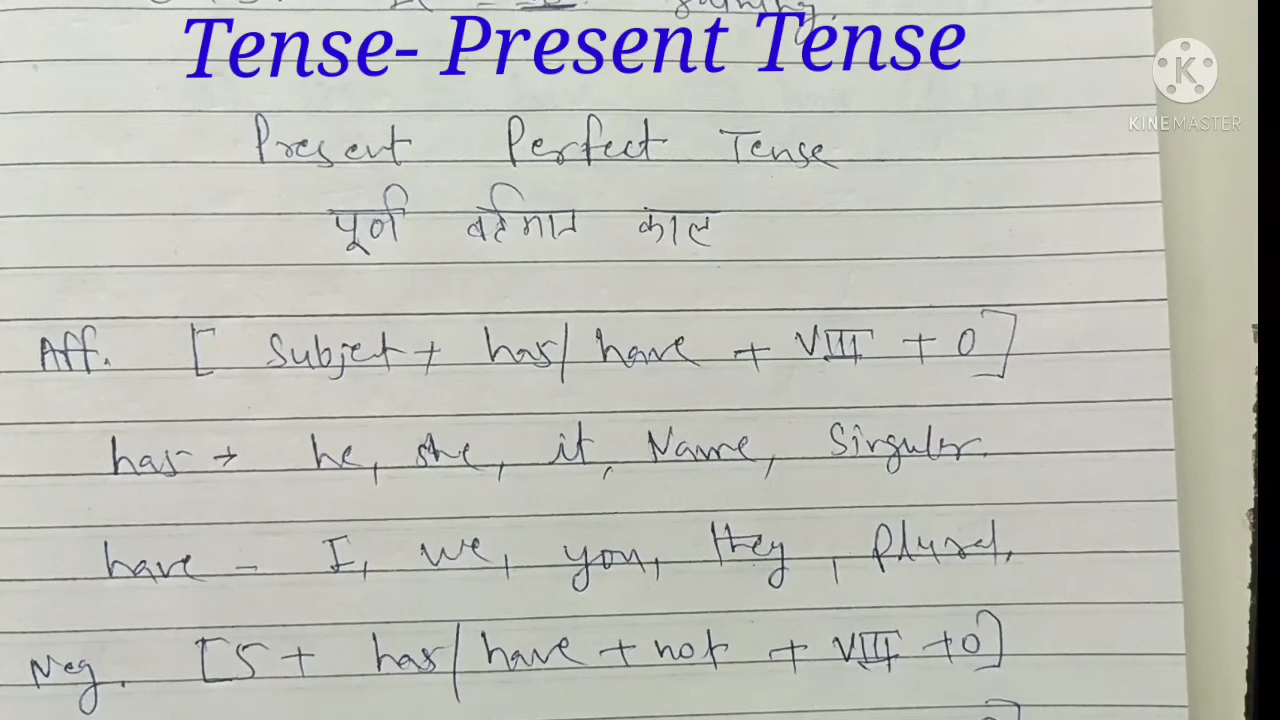 Tense- Present Tense
KINEMASTER
Present Perfect Tense
पूर्ण वर्तमान काल
Aff. [ Subject + has/have + VIII + O ]
has → he, she, it, Name, Singuler.
have - I, we, you, they, Plural.
Neg. [S + has/have + not + VIII + O]